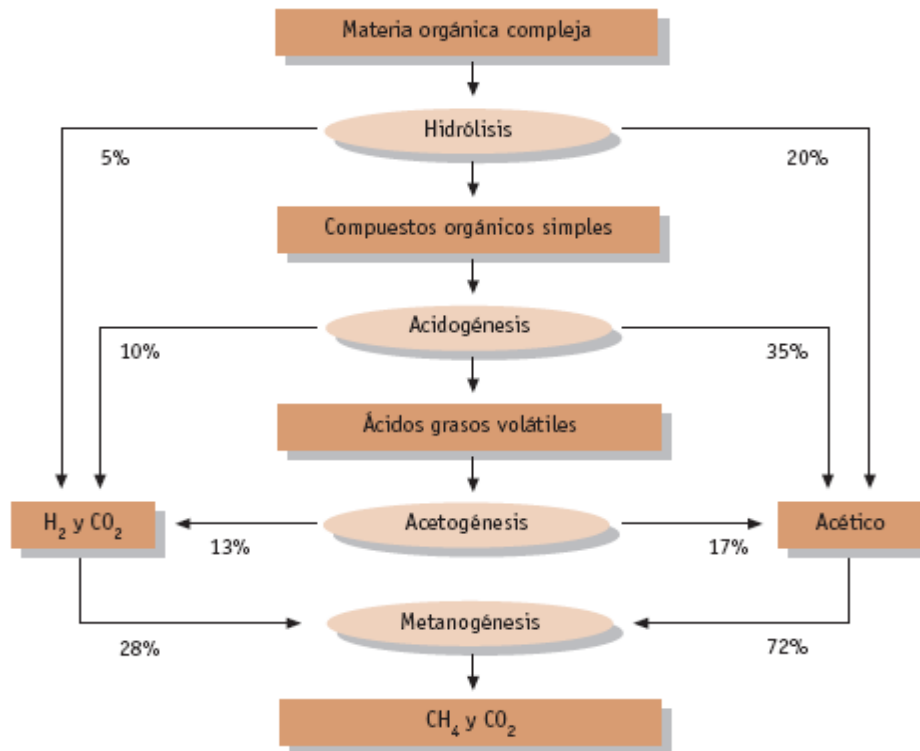 Materia orgánica compleja
Hidrólisis
5%
20%
Compuestos orgánicos simples
Acidogénesis
10%
35%
Ácidos grasos volátiles
H₂ y CO₂
Acetogénesis
Acético
13%
17%
Metanogénesis
28%
72%
CH₄ y CO₂